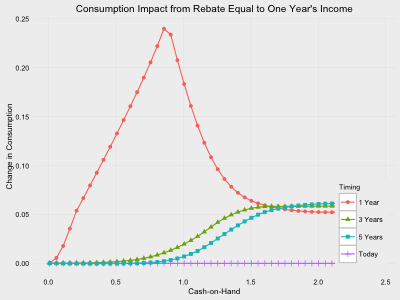 Consumption Impact from Rebate Equal to One Year's Income
Change in Consumption
0.25
0.20
0.15
0.10
0.05
0.00
0.0
0.5
1.0
1.5
2.0
2.5
Cash-on-Hand
Timing
1 Year
3 Years
5 Years
Today